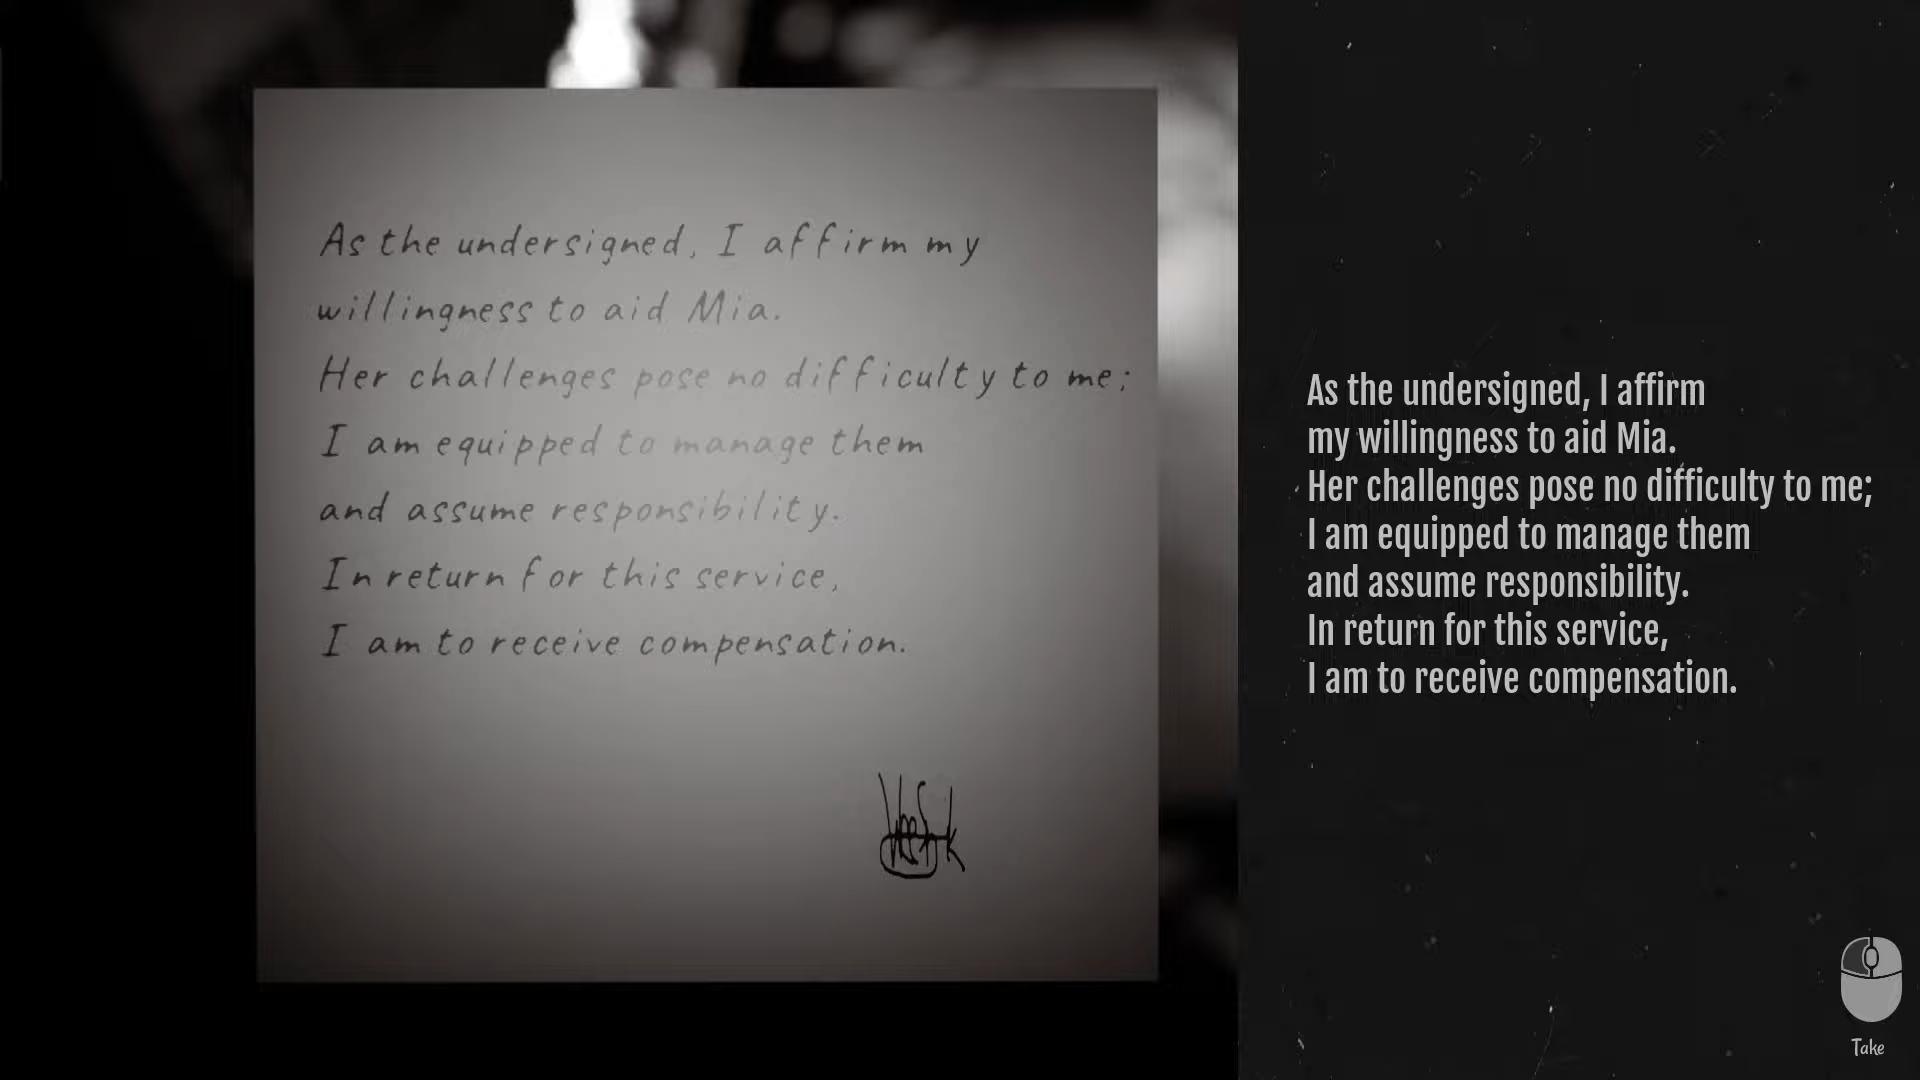 As the undersigned, I affirm my
willingness to aid Mia.
Her challenges pose no difficulty to me;
I am equipped to manage them
and assume responsibility.
In return for this service,
I am to receive compensation.
As the undersigned, I affirm
my willingness to aid Mia.
Her challenges pose no difficulty to me;
I am equipped to manage them
and assume responsibility.
In return for this service,
I am to receive compensation.
Take